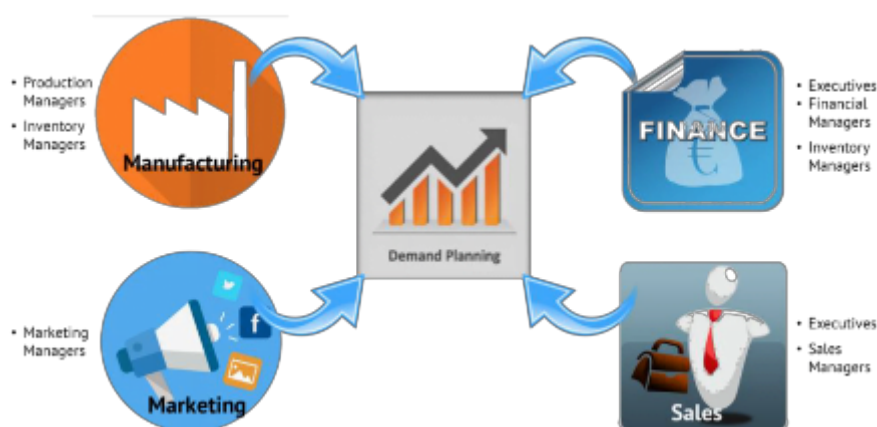 • Production
Managers
• Inventory
Managers
Manufacturing
FINANCE
€
• Executives
• Financial
Managers
• Inventory
Managers
Demand Planning
• Marketing
Managers
f
Marketing
Sales
• Executives
• Sales
Managers